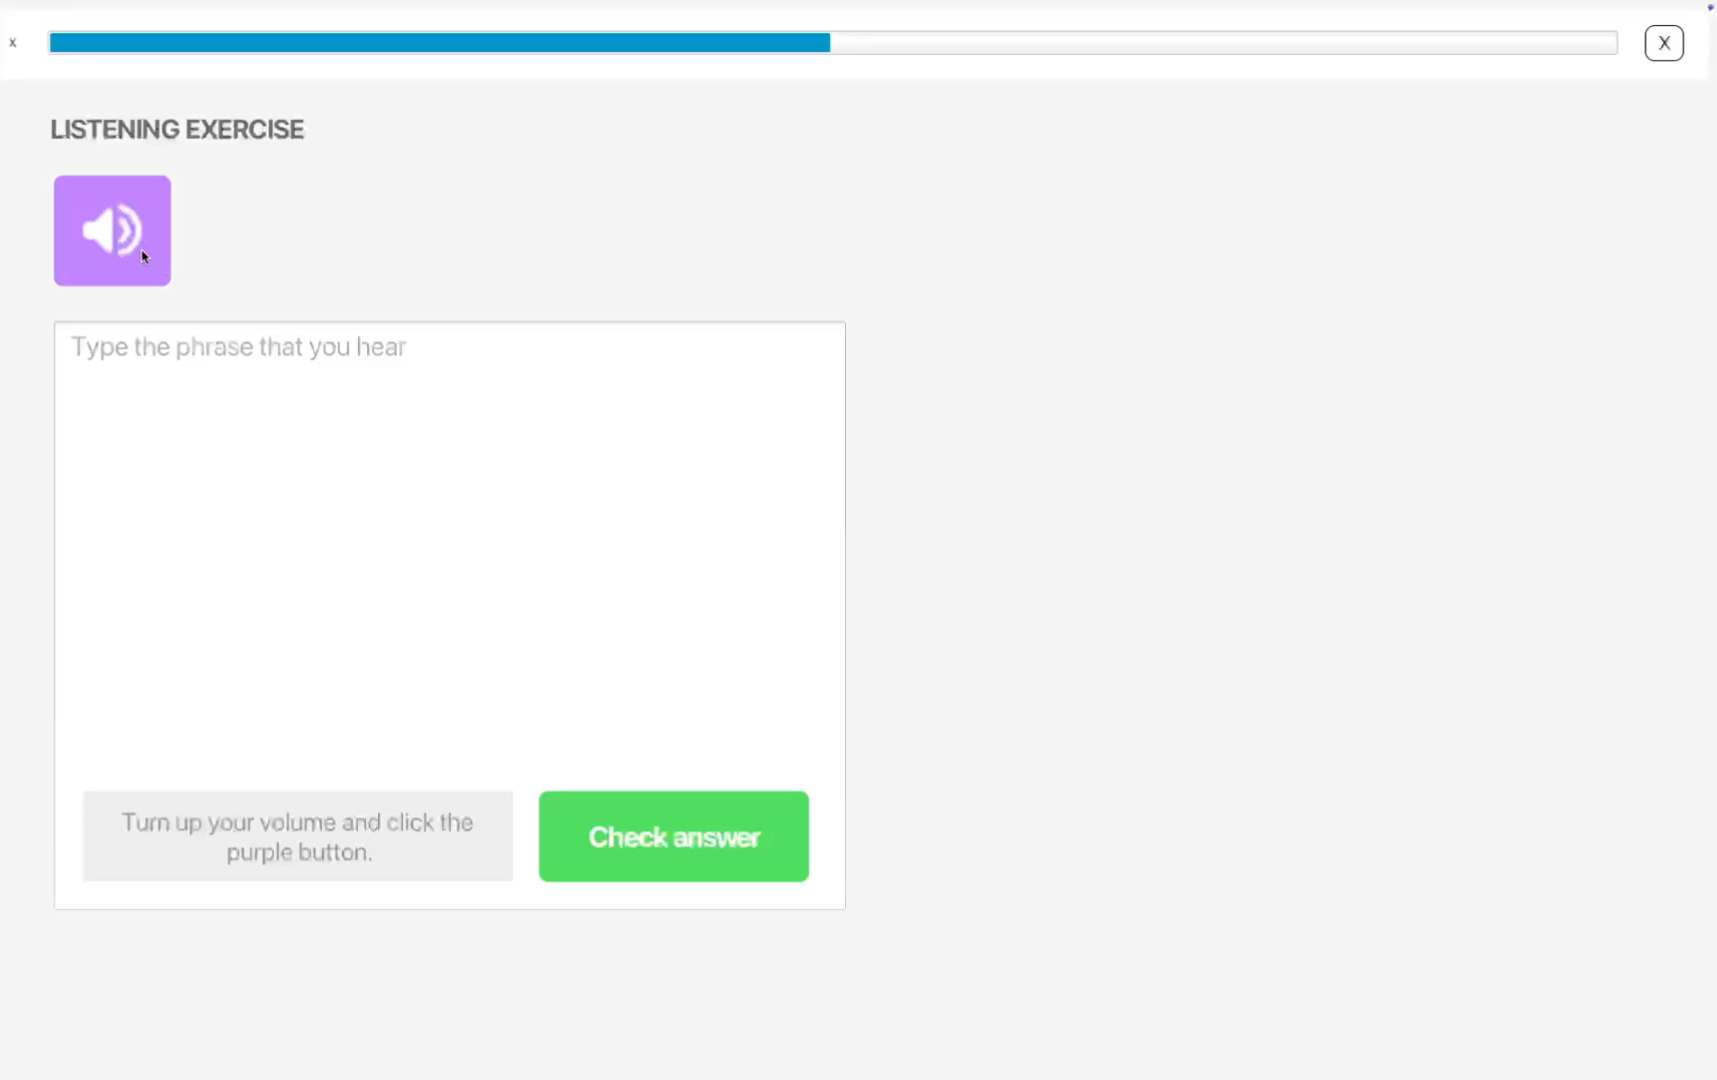 x
X
LISTENING EXERCISE
Type the phrase that you hear
Turn up your volume and click the
purple button.
Check answer